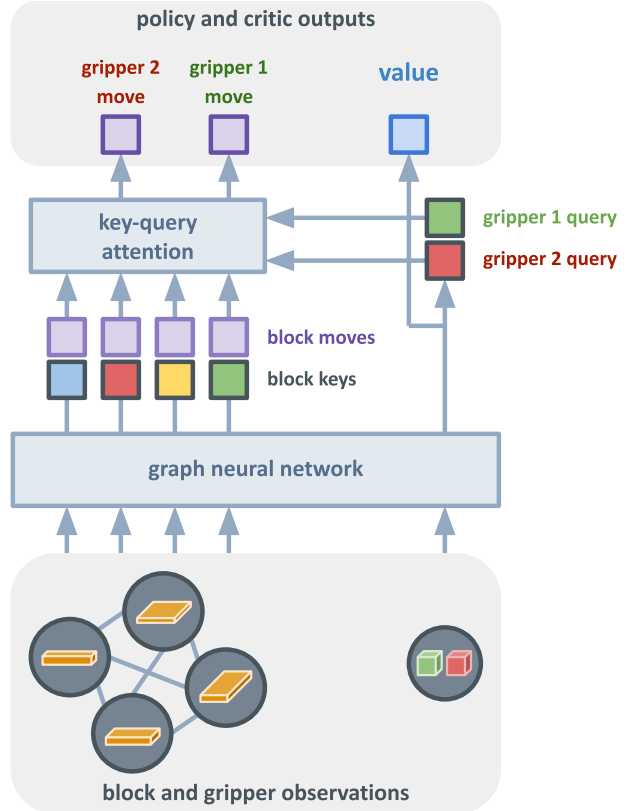 policy and critic outputs
gripper 2
move
gripper 1
move
value
key-query
attention
gripper 1 query
gripper 2 query
block moves
block keys
graph neural network
block and gripper observations